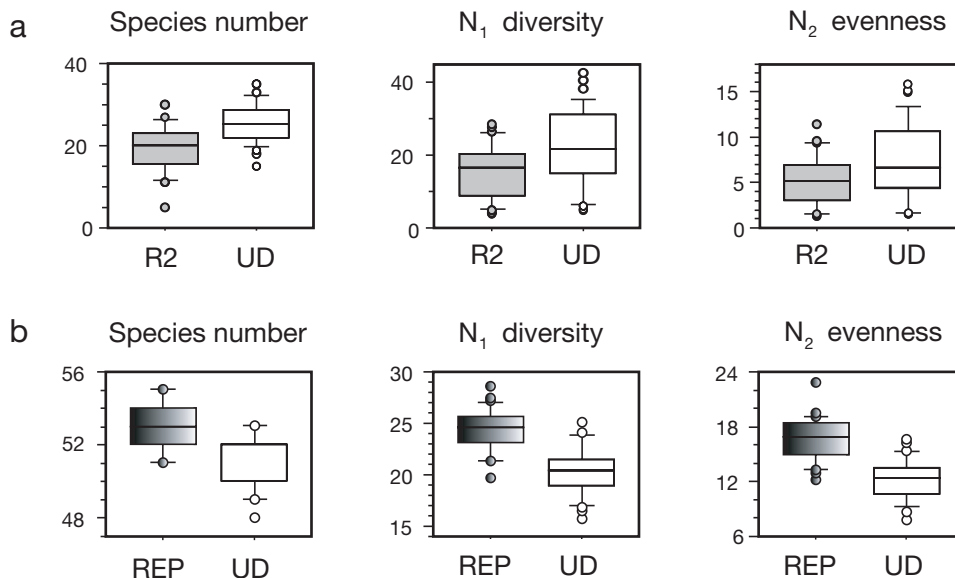 a
Species number
N₁ diversity
N₂ evenness
40
20
0
R2 UD
40
20
0
R2 UD
15
10
5
0
R2 UD
b
Species number
N₁ diversity
N₂ evenness
56
52
48
REP UD
30
25
20
15
REP UD
24
18
12
6
REP UD